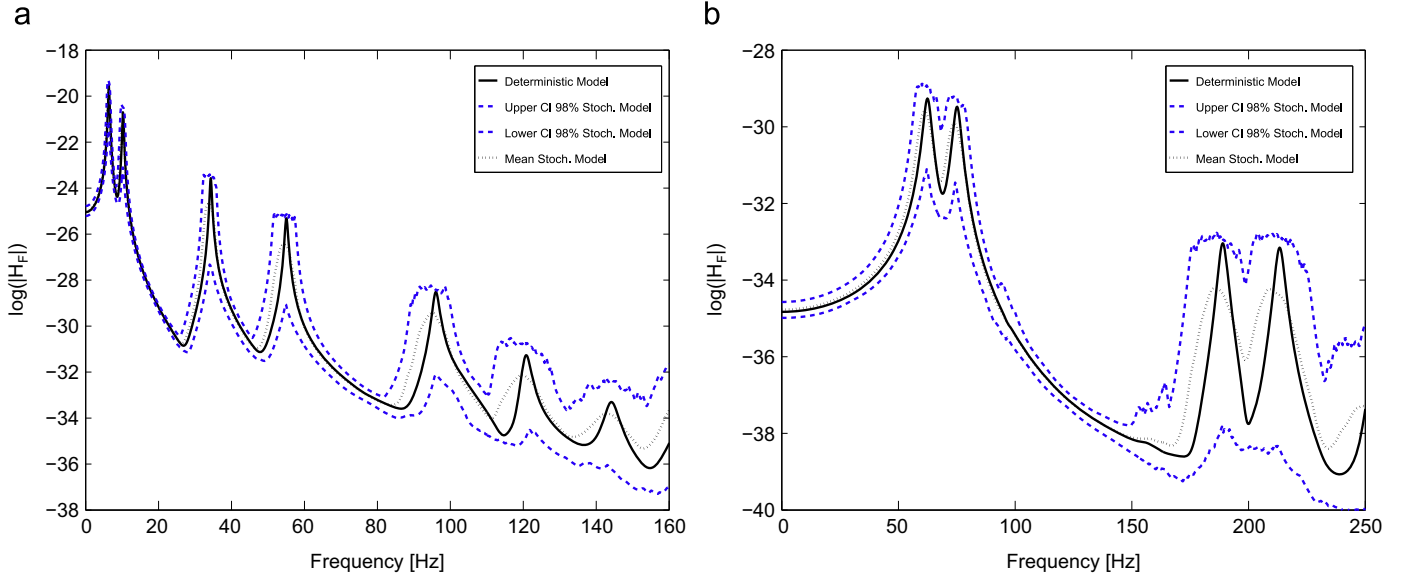 a
−18
−20
−22
−24
−26
−28
−30
−32
−34
−36
−38
0
20
40
60
80
100
120
140
160
Frequency [Hz]
log(|H_F|)
Deterministic Model
Upper CI 98% Stoch. Model
Lower CI 98% Stoch. Model
Mean Stoch. Model
b
−28
−30
−32
−34
−36
−38
−40
0
50
100
150
200
250
Frequency [Hz]
log(|H_F|)
Deterministic Model
Upper CI 98% Stoch. Model
Lower CI 98% Stoch. Model
Mean Stoch. Model